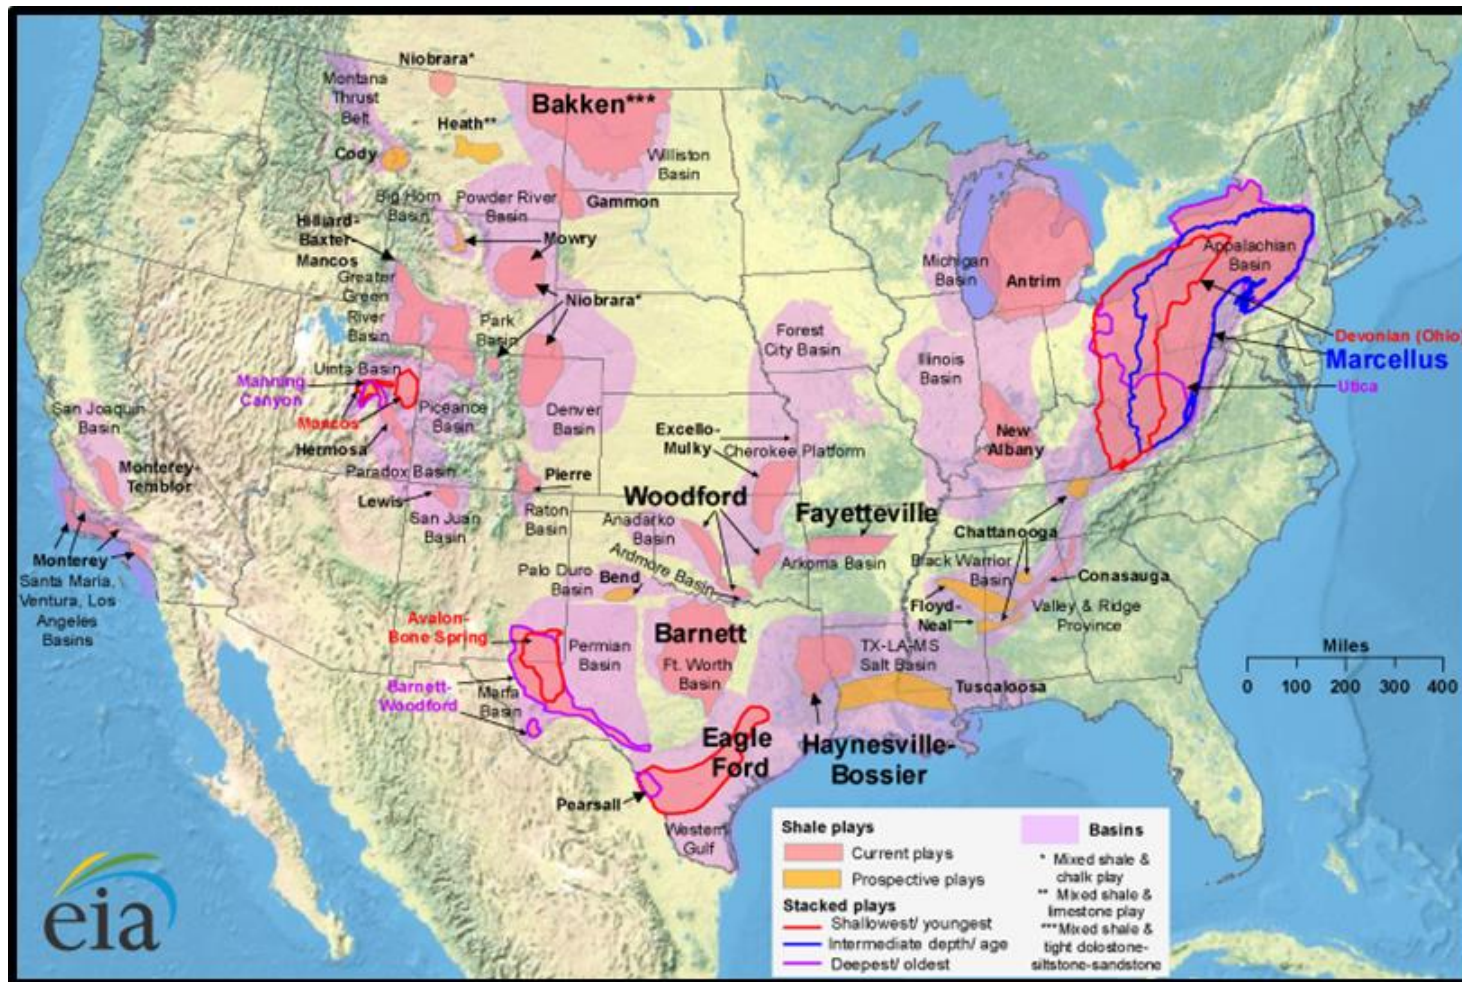 Niobrara*
Montana
Thrust
Belt
Bakken***
Heath**
Cody
Williston
Basin
Big Horn
Basin
Powder River
Basin
Gammon
Hilliard-
Baxter-
Mancos
Mowry
Greater
Green
River
Basin
Niobrara*
Park
Basin
Michigan
Basin
Antrim
Appalachian
Basin
Devonian (Ohio)
Marcellus
Utica
Forest
City Basin
Illinois
Basin
Uinta Basin
Manning
Canyon
Mancos
Piceance
Basin
Denver
Basin
San Joaquin
Basin
Hermosa
Paradox Basin
Excello-
Mulky
Cherokee Platform
New
Albany
Monterey-
Temblor
Pierre
Lewis
San Juan
Basin
Raton
Basin
Woodford
Anadarko
Basin
Fayetteville
Arkoma Basin
Ardmore Basin
Chattanooga
Black Warrior
Basin
Conasauga
Monterey
Santa Maria,
Ventura, Los
Angeles
Basins
Palo Duro
Basin
Bend
Floyd-
Neal
Valley & Ridge
Province
Avalon-
Bone Spring
Permian
Basin
Barnett
Ft. Worth
Basin
TX-LA-MS
Salt Basin
Tuscaloosa
Barnett-
Woodford
Marfa
Basin
Eagle
Ford
Haynesville-
Bossier
Pearsall
Western
Gulf
Miles
0 100 200 300 400
Shale plays
Current plays
Prospective plays
Stacked plays
Shallowest/ youngest
Intermediate depth/ age
Deepest/ oldest
Basins
* Mixed shale &
chalk play
** Mixed shale &
limestone play
***Mixed shale &
tight dolostone-
siltstone-sandstone
eia